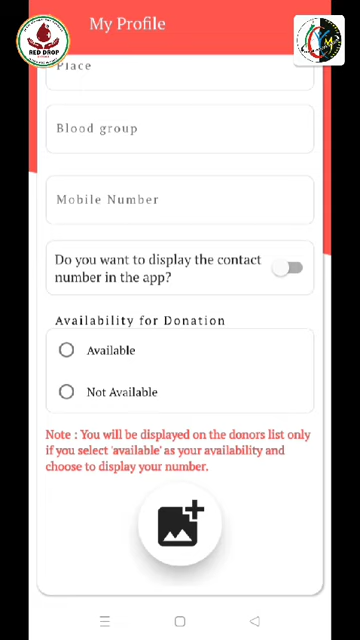 My Profile
RED DROP
Place
Blood group
Mobile Number
Do you want to display the contact
number in the app?
Availability for Donation
Available
Not Available
Note : You will be displayed on the donors list only
if you select 'available' as your availability and
choose to display your number.